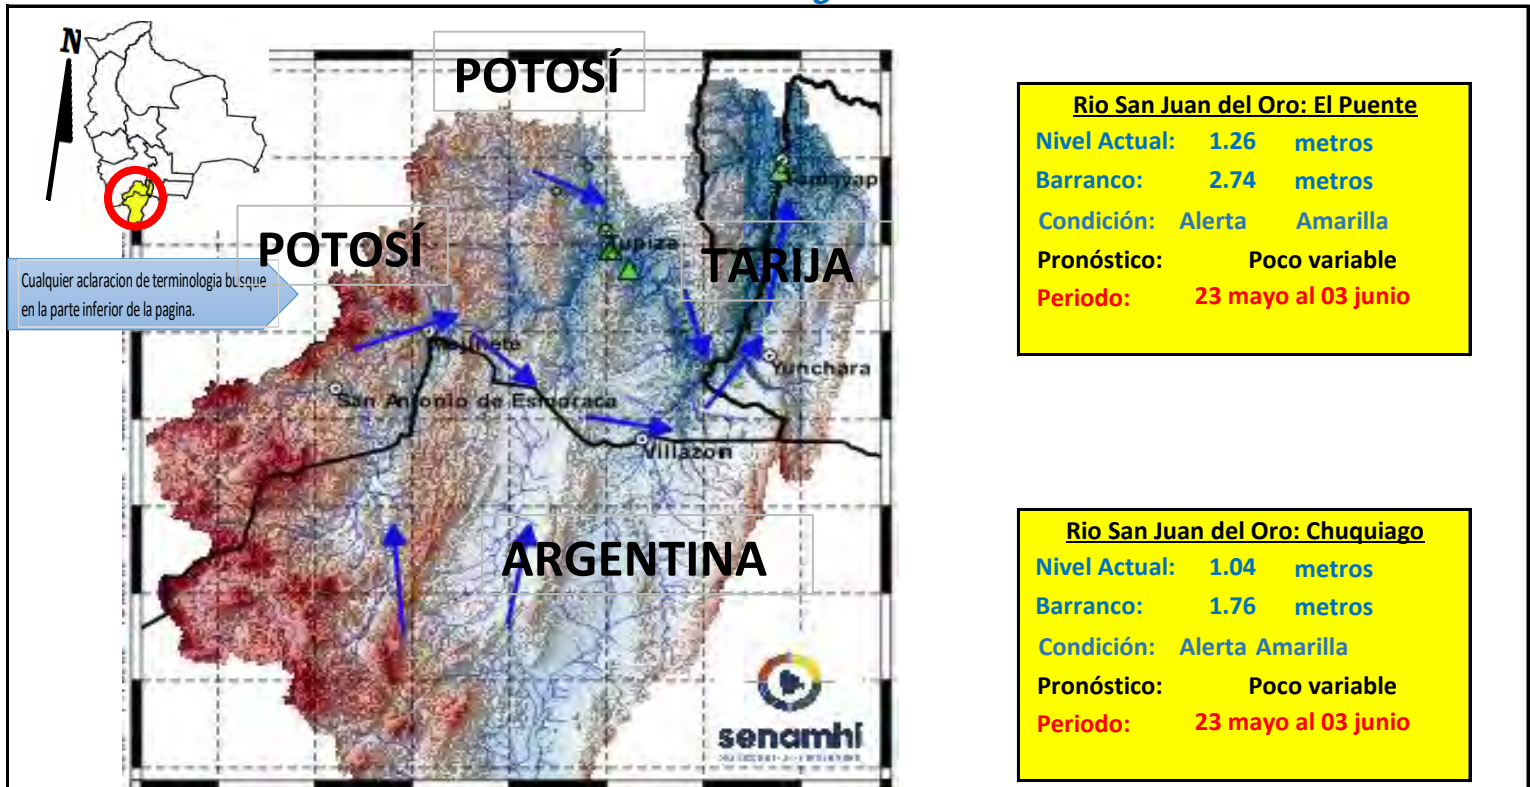 N
POTOSÍ
POTOSÍ
TARIJA
Cualquier aclaracion de terminologia busque
en la parte inferior de la pagina.
Tupiza
Yunchara
San Antonio de Esmoraca
Villazon
ARGENTINA
senamhi
Rio San Juan del Oro: El Puente
Nivel Actual: 1.26 metros
Barranco: 2.74 metros
Condición: Alerta Amarilla
Pronóstico: Poco variable
Periodo: 23 mayo al 03 junio
Rio San Juan del Oro: Chuquiago
Nivel Actual: 1.04 metros
Barranco: 1.76 metros
Condición: Alerta Amarilla
Pronóstico: Poco variable
Periodo: 23 mayo al 03 junio